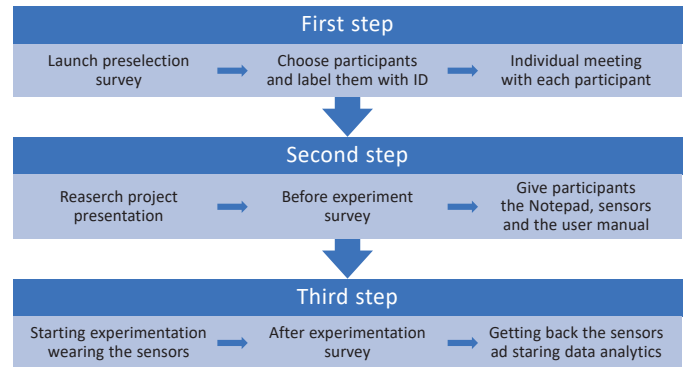 First step
Launch preselection
survey
Choose participants
and label them with ID
Individual meeting
with each participant
Second step
Reaserch project
presentation
Before experiment
survey
Give participants
the Notepad, sensors
and the user manual
Third step
Starting experimentation
wearing the sensors
After experimentation
survey
Getting back the sensors
ad staring data analytics